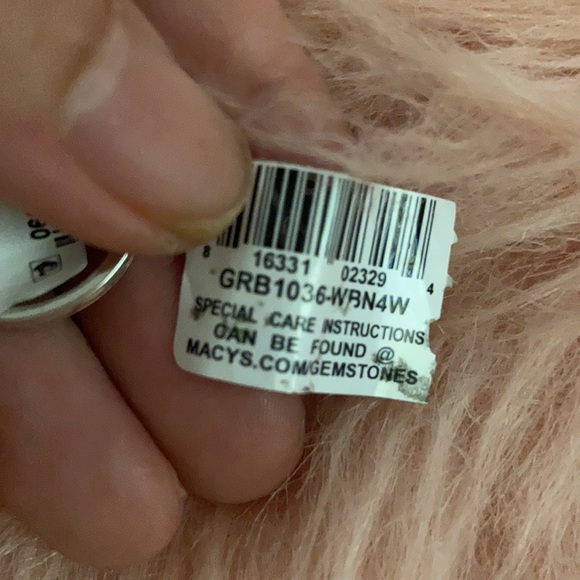 8 16331 02329 4
GRB1036-WBN4W
SPECIAL CARE INSTRUCTIONS
CAN BE FOUND @
MACYS.COM/GEMSTONES